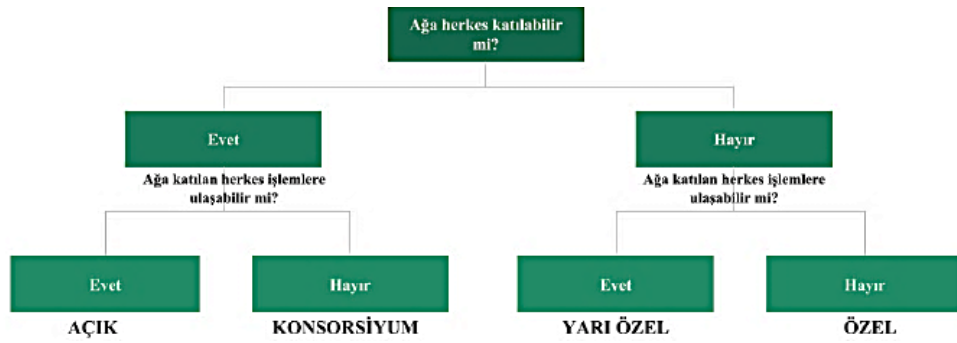 Ağa herkes katılabilir
mi?
Evet
Hayır
Ağa katılan herkes işlemlere
ulaşabilir mi?
Ağa katılan herkes işlemlere
ulaşabilir mi?
Evet
Hayır
Evet
Hayır
AÇIK
KONSORSİYUM
YARI ÖZEL
ÖZEL